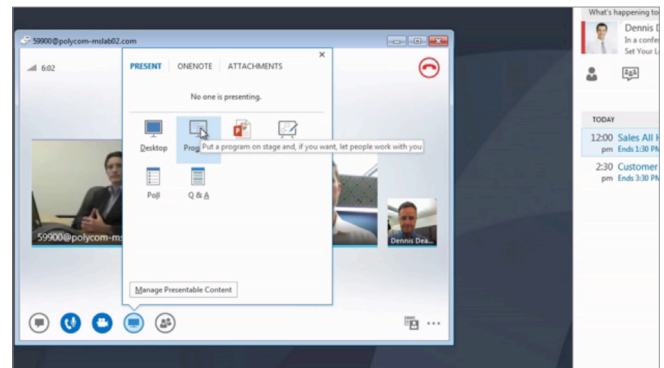 What's happening to
59900@polycom-mslab02.com
Dennis D
In a confe
Set Your L
6:02
PRESENT ONENOTE ATTACHMENTS
No one is presenting.
Desktop
Prog
Put a program on stage and, if you want, let people work with you
Poll
Q & A
TODAY
12:00 Sales All H
pm Ends 1:30 PM
2:30 Customer
pm Ends 3:30 PM
59900@polycom-ms
Dennis Dea...
Manage Presentable Content